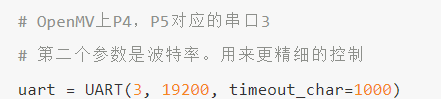 # OpenMV上P4，P5对应的串口3
# 第二个参数是波特率。用来更精细的控制
uart = UART(3, 19200, timeout_char=1000)